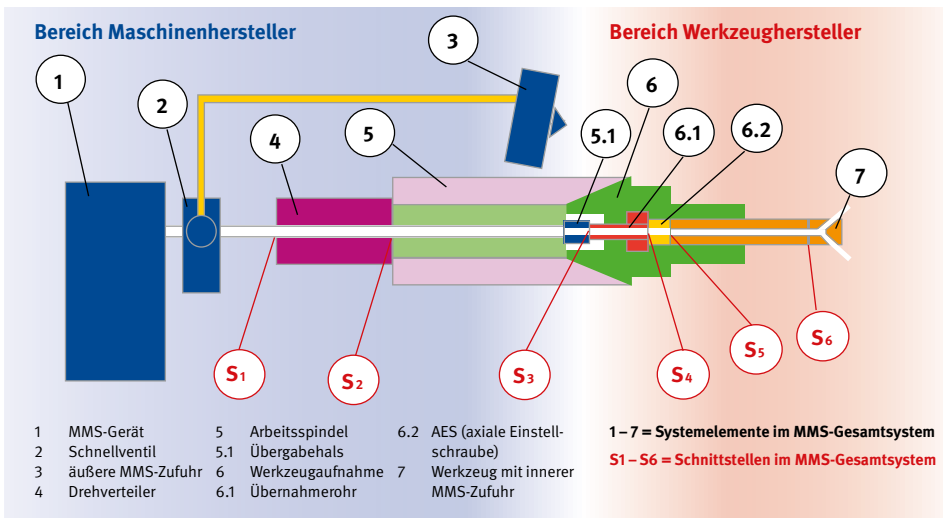 Bereich Maschinenhersteller
Bereich Werkzeughersteller
1
2
3
4
5
5.1
6
6.1
6.2
7
S1
S2
S3
S4
S5
S6
1 MMS-Gerät
2 Schnellventil
3 äußere MMS-Zufuhr
4 Drehverteiler
5 Arbeitsspindel
5.1 Übergabehals
6 Werkzeugaufnahme
6.1 Übernahmerohr
6.2 AES (axiale Einstell-
schraube)
7 Werkzeug mit innerer
MMS-Zufuhr
1–7 = Systemelemente im MMS-Gesamtsystem
S1–S6 = Schnittstellen im MMS-Gesamtsystem